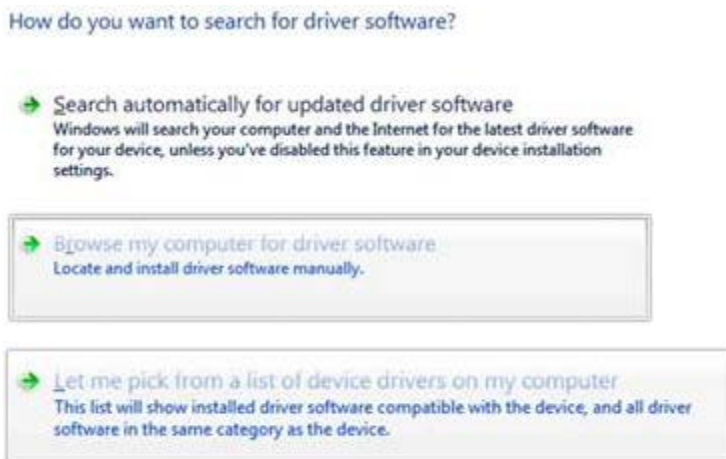 How do you want to search for driver software?
Search automatically for updated driver software
Windows will search your computer and the Internet for the latest driver software
for your device, unless you've disabled this feature in your device installation
settings.
Browse my computer for driver software
Locate and install driver software manually.
Let me pick from a list of device drivers on my computer
This list will show installed driver software compatible with the device, and all driver
software in the same category as the device.